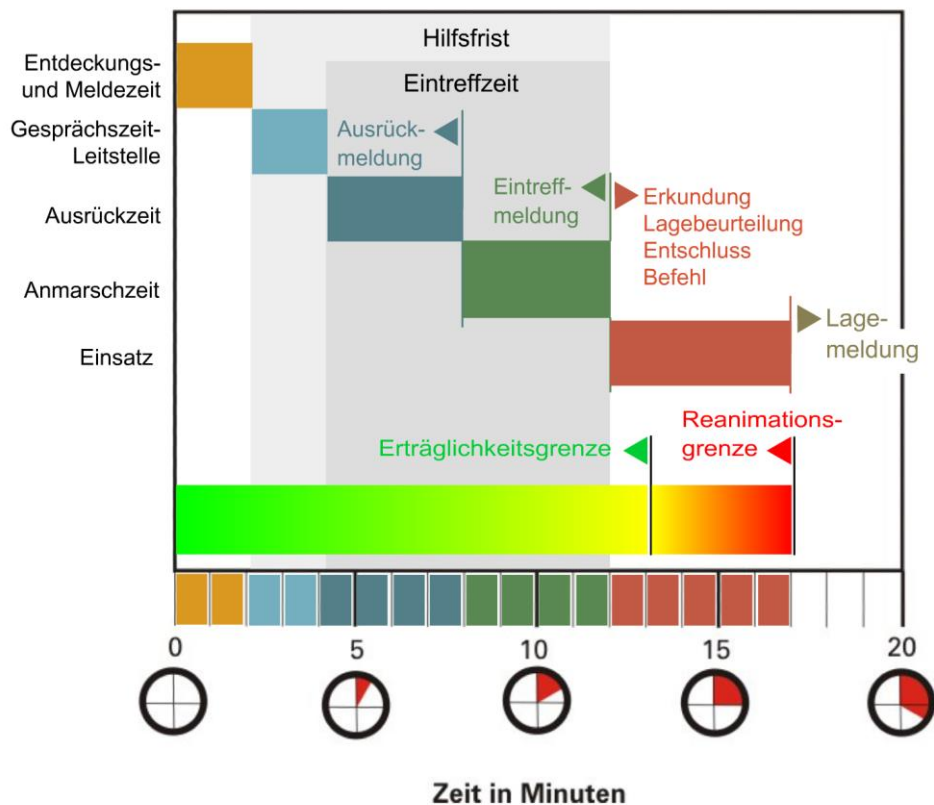 Hilfsfrist
Eintreffzeit
Entdeckungs-
und Meldezeit
Gesprächszeit-
Leitstelle
Ausrück-
meldung
Ausrückzeit
Eintreff-
meldung
Erkundung
Lagebeurteilung
Entschluss
Befehl
Anmarschzeit
Lage-
meldung
Einsatz
Erträglichkeitsgrenze
Reanimations-
grenze
0 5 10 15 20
Zeit in Minuten